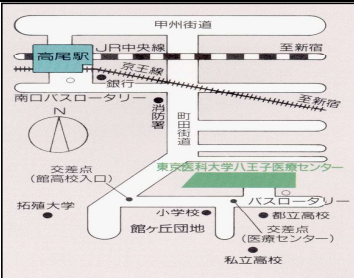 甲州街道
高尾駅
JR中央線
至新宿
京王線
銀行
南口バスロータリー
消防署
至新宿
N
町田街道
交差点
(館高校入口)
東京医科大学八王子医療センター
バスロータリー
拓殖大学
小学校
都立高校
館ヶ丘団地
交差点
(医療センター)
私立高校